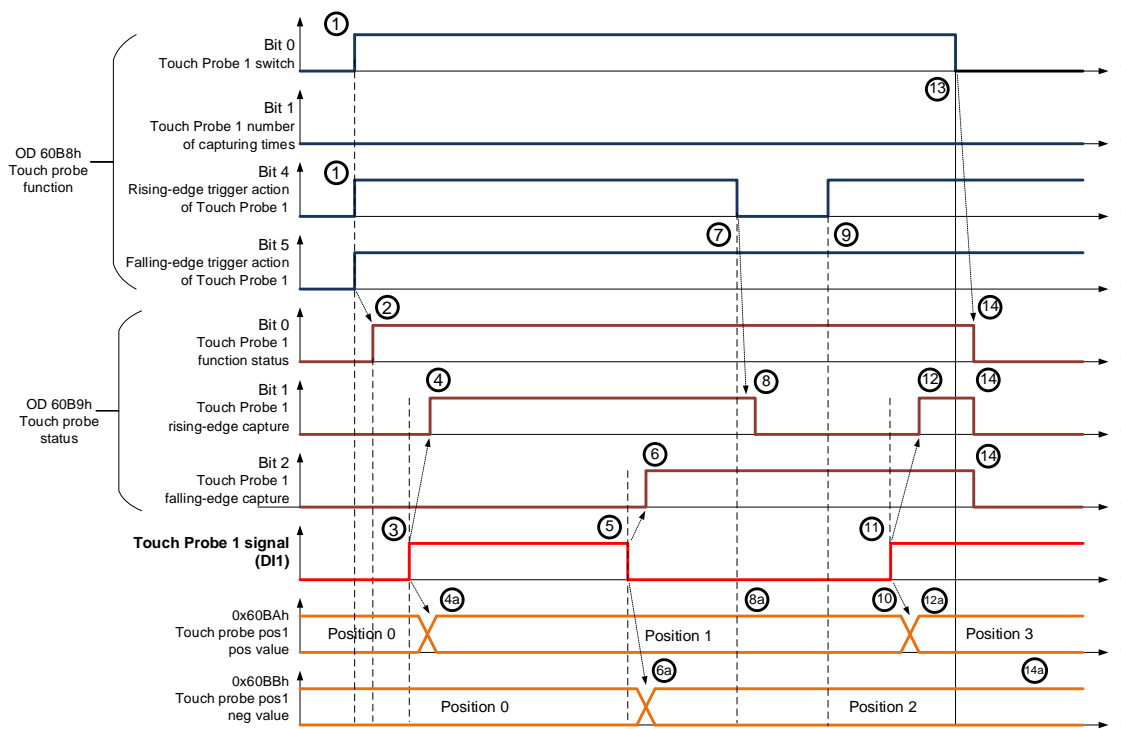 1
Bit 0
Touch Probe 1 switch
13
Bit 1
Touch Probe 1 number
of capturing times
OD 60B8h
Touch probe
function
1
Bit 4
Rising-edge trigger action
of Touch Probe 1
7
9
Bit 5
Falling-edge trigger action
of Touch Probe 1
2
14
Bit 0
Touch Probe 1
function status
4
8
12
14
Bit 1
Touch Probe 1
rising-edge capture
OD 60B9h
Touch probe
status
6
14
Bit 2
Touch Probe 1
falling-edge capture
3
5
11
Touch Probe 1 signal
(DI1)
4a
8a
10
12a
0x60BAh
Touch probe pos1
pos value
Position 0
Position 1
Position 3
6a
14a
0x60BBh
Touch probe pos1
neg value
Position 0
Position 2